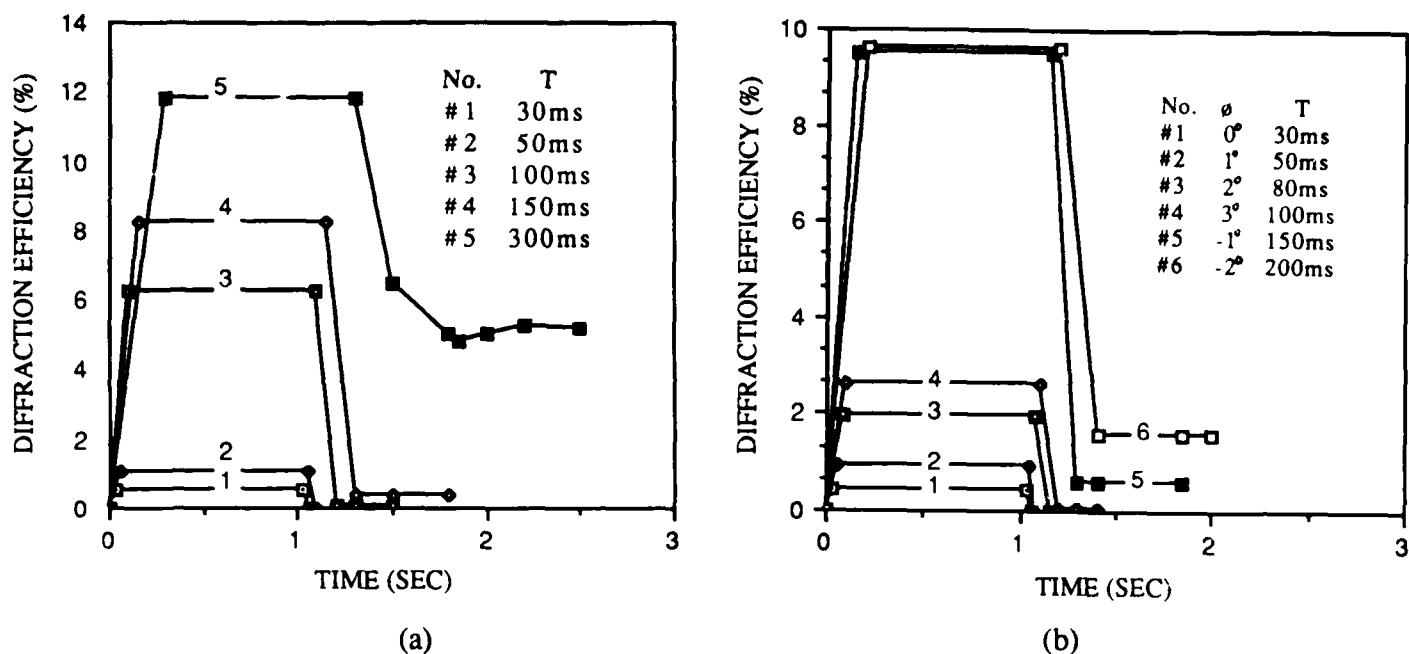 DIFFRACTION EFFICIENCY (%)
14
12
10
8
6
4
2
0
0
1
2
3
TIME (SEC)
5
4
3
2
1
No. T
#1 30ms
#2 50ms
#3 100ms
#4 150ms
#5 300ms
(a)
DIFFRACTION EFFICIENCY (%)
10
8
6
4
2
0
0
1
2
3
TIME (SEC)
4
3
2
1
6
5
No. ø T
#1 0° 30ms
#2 1° 50ms
#3 2° 80ms
#4 3° 100ms
#5 -1° 150ms
#6 -2° 200ms
(b)